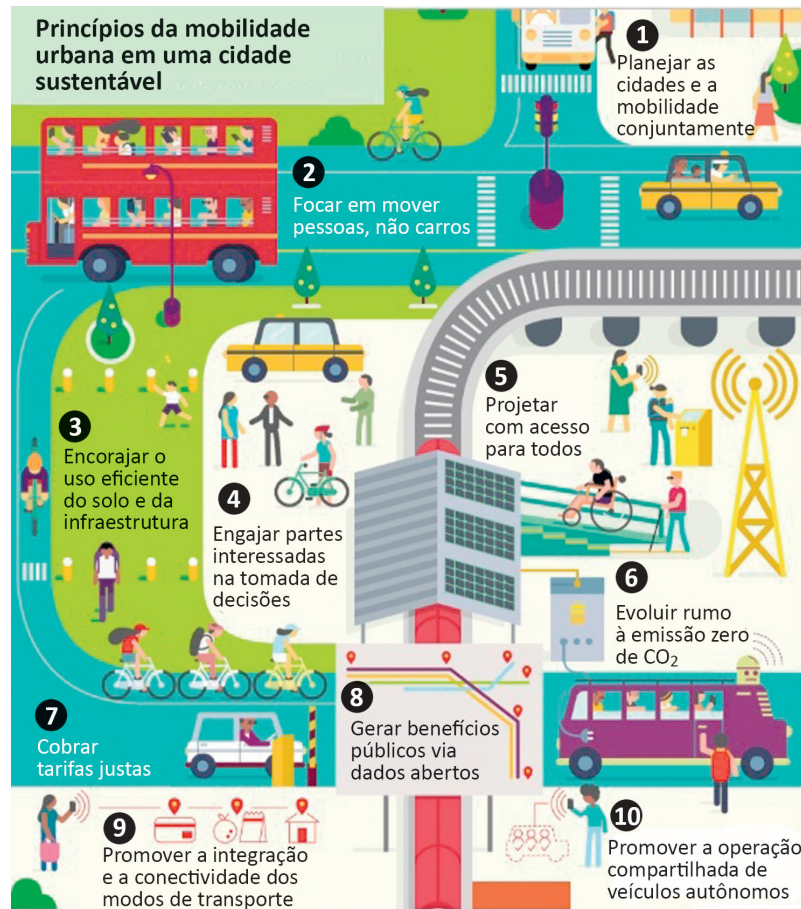 Princípios da mobilidade
urbana em uma cidade
sustentável
1
Planejar as
cidades e a
mobilidade
conjuntamente
2
Focar em mover
pessoas, não carros
3
Encorajar o
uso eficiente
do solo e da
infraestrutura
4
Engajar partes
interessadas
na tomada de
decisões
5
Projetar
com acesso
para todos
6
Evoluir rumo
à emissão zero
de CO₂
7
Cobrar
tarifas justas
8
Gerar benefícios
públicos via
dados abertos
9
Promover a integração
e a conectividade dos
modos de transporte
10
Promover a operação
compartilhada de
veículos autônomos